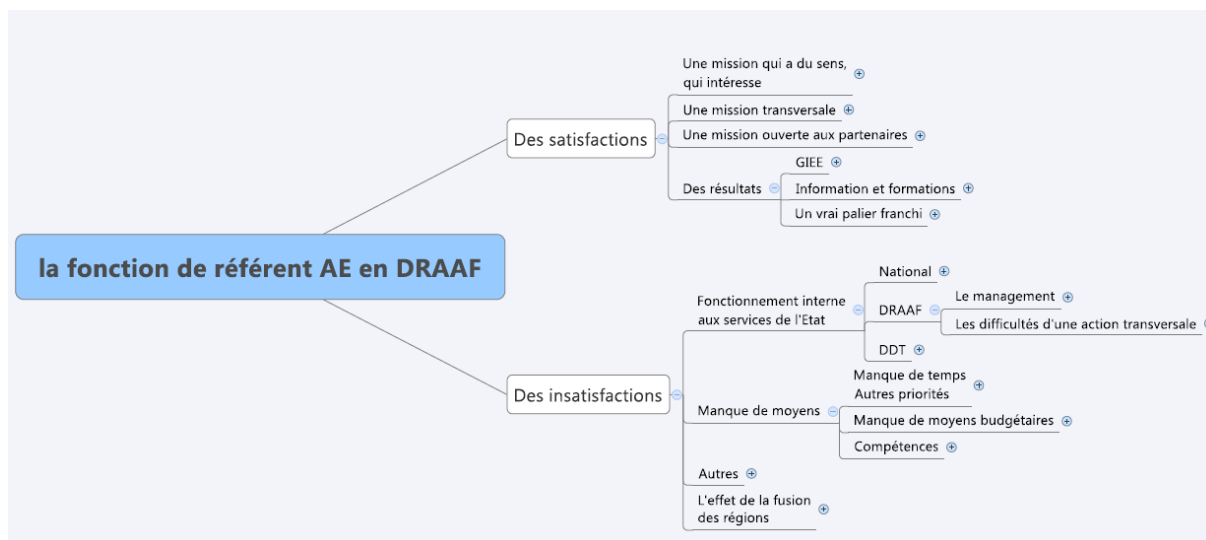 la fonction de référent AE en DRAAF
Des satisfactions
Une mission qui a du sens,
qui intéresse
Une mission transversale
Une mission ouverte aux partenaires
Des résultats
GIEE
Information et formations
Un vrai palier franchi
Des insatisfactions
Fonctionnement interne
aux services de l'Etat
National
DRAAF
Le management
Les difficultés d'une action transversale
DDT
Manque de moyens
Manque de temps
Autres priorités
Manque de moyens budgétaires
Compétences
Autres
L'effet de la fusion
des régions